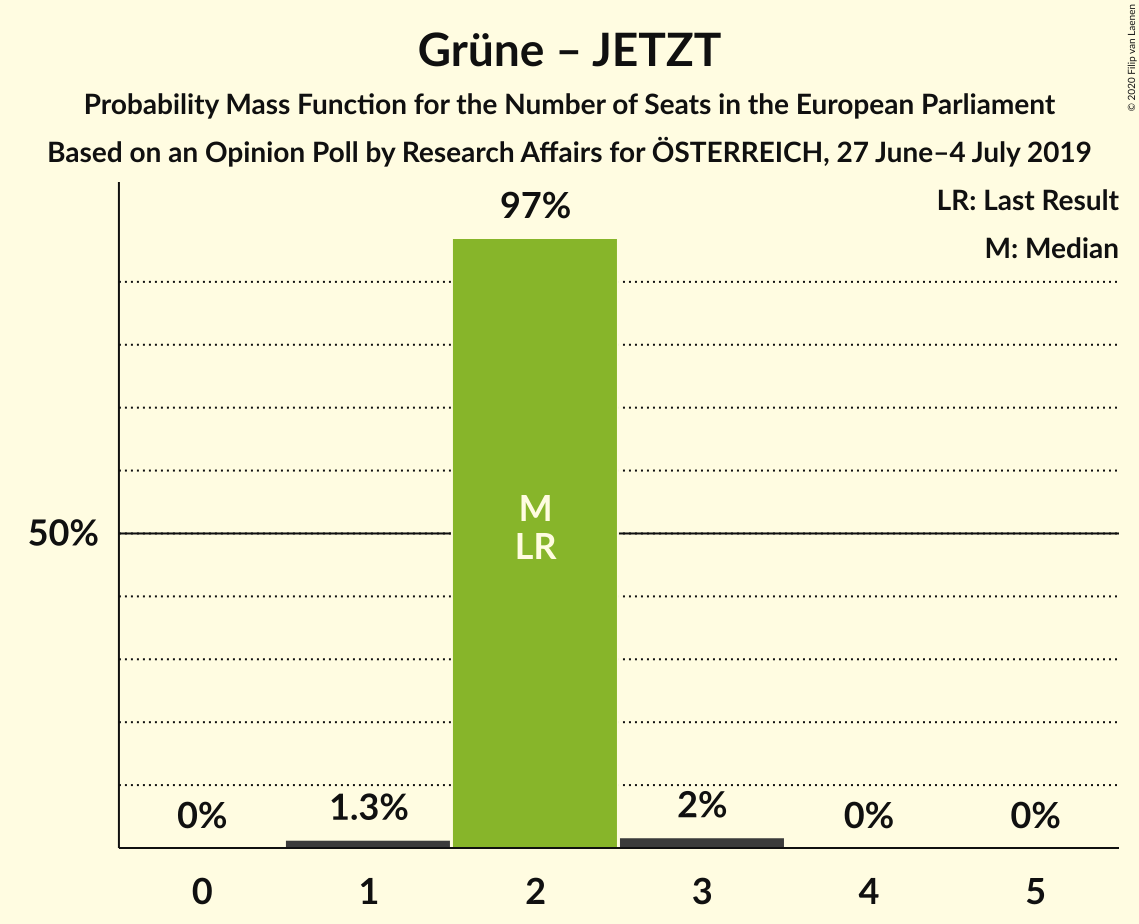 Grüne – JETZT
Probability Mass Function for the Number of Seats in the European Parliament
Based on an Opinion Poll by Research Affairs for ÖSTERREICH, 27 June–4 July 2019
© 2020 Filip van Laenen
LR: Last Result
M: Median
97%
50%
M
LR
0%
1.3%
2%
0%
0%
0
1
2
3
4
5